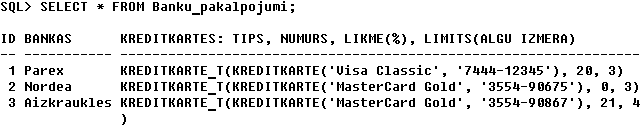 SQL> SELECT * FROM Banku_pakalpojumi;
ID BANKAS KREDITKARTES: TIPS, NUMURS, LIKME(%), LIMITS(ALGU IZMERA)
-- ----------- -----------------------------------------------------------------
1 Parex KREDITKARTE_T(KREDITKARTE('Visa Classic', '7444-12345'), 20, 3)
2 Nordea KREDITKARTE_T(KREDITKARTE('MasterCard Gold', '3554-90675'), 0, 3)
3 Aizkraukles KREDITKARTE_T(KREDITKARTE('MasterCard Gold', '3554-90867'), 21, 4
)